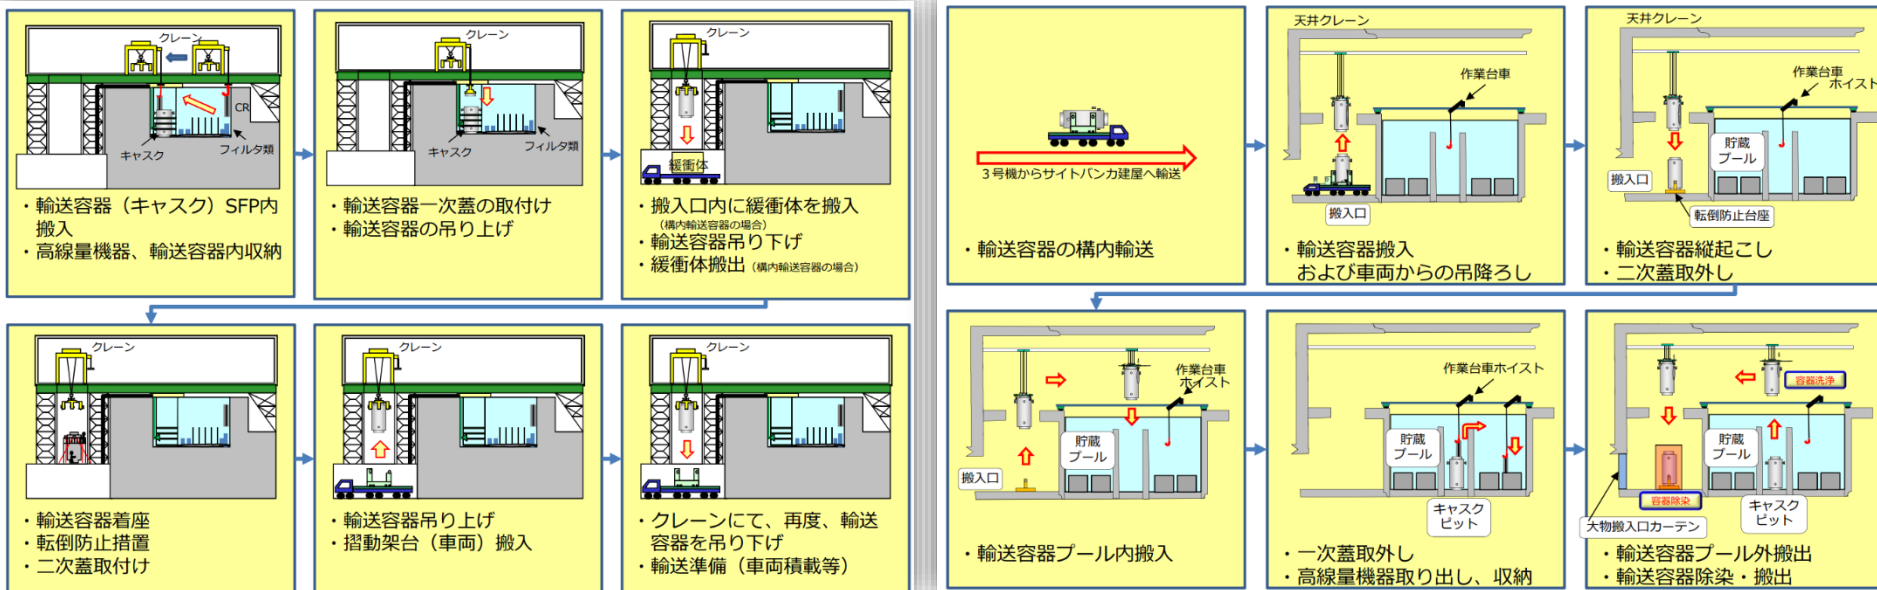 クレーン
CR
キャスク
フィルタ類
・輸送容器（キャスク）SFP内
搬入
・高線量機器、輸送容器内収納
クレーン
キャスク
フィルタ類
・輸送容器一次蓋の取付け
・輸送容器の吊り上げ
クレーン
緩衝体
・搬入口内に緩衝体を搬入
（構内輸送容器の場合）
・輸送容器吊り下げ
・緩衝体搬出（構内輸送容器の場合）
クレーン
・輸送容器着座
・転倒防止措置
・二次蓋取付け
クレーン
・輸送容器吊り上げ
・摺動架台（車両）搬入
クレーン
・クレーンにて、再度、輸送
容器を吊り下げ
・輸送準備（車両積載等）
３号機からサイトバンカ建屋へ輸送
・輸送容器の構内輸送
天井クレーン
作業台車
搬入口
・輸送容器搬入
および車両からの吊降ろし
天井クレーン
作業台車
ホイスト
貯蔵
プール
搬入口
転倒防止台座
・輸送容器縦起こし
・二次蓋取外し
作業台車
ホイスト
貯蔵
プール
搬入口
・輸送容器プール内搬入
作業台車ホイスト
貯蔵
プール
キャスク
ピット
・一次蓋取外し
・高線量機器取り出し、収納
容器洗浄
貯蔵
プール
容器除染
キャスク
ピット
大物搬入口カーテン
・輸送容器プール外搬出
・輸送容器除染・搬出